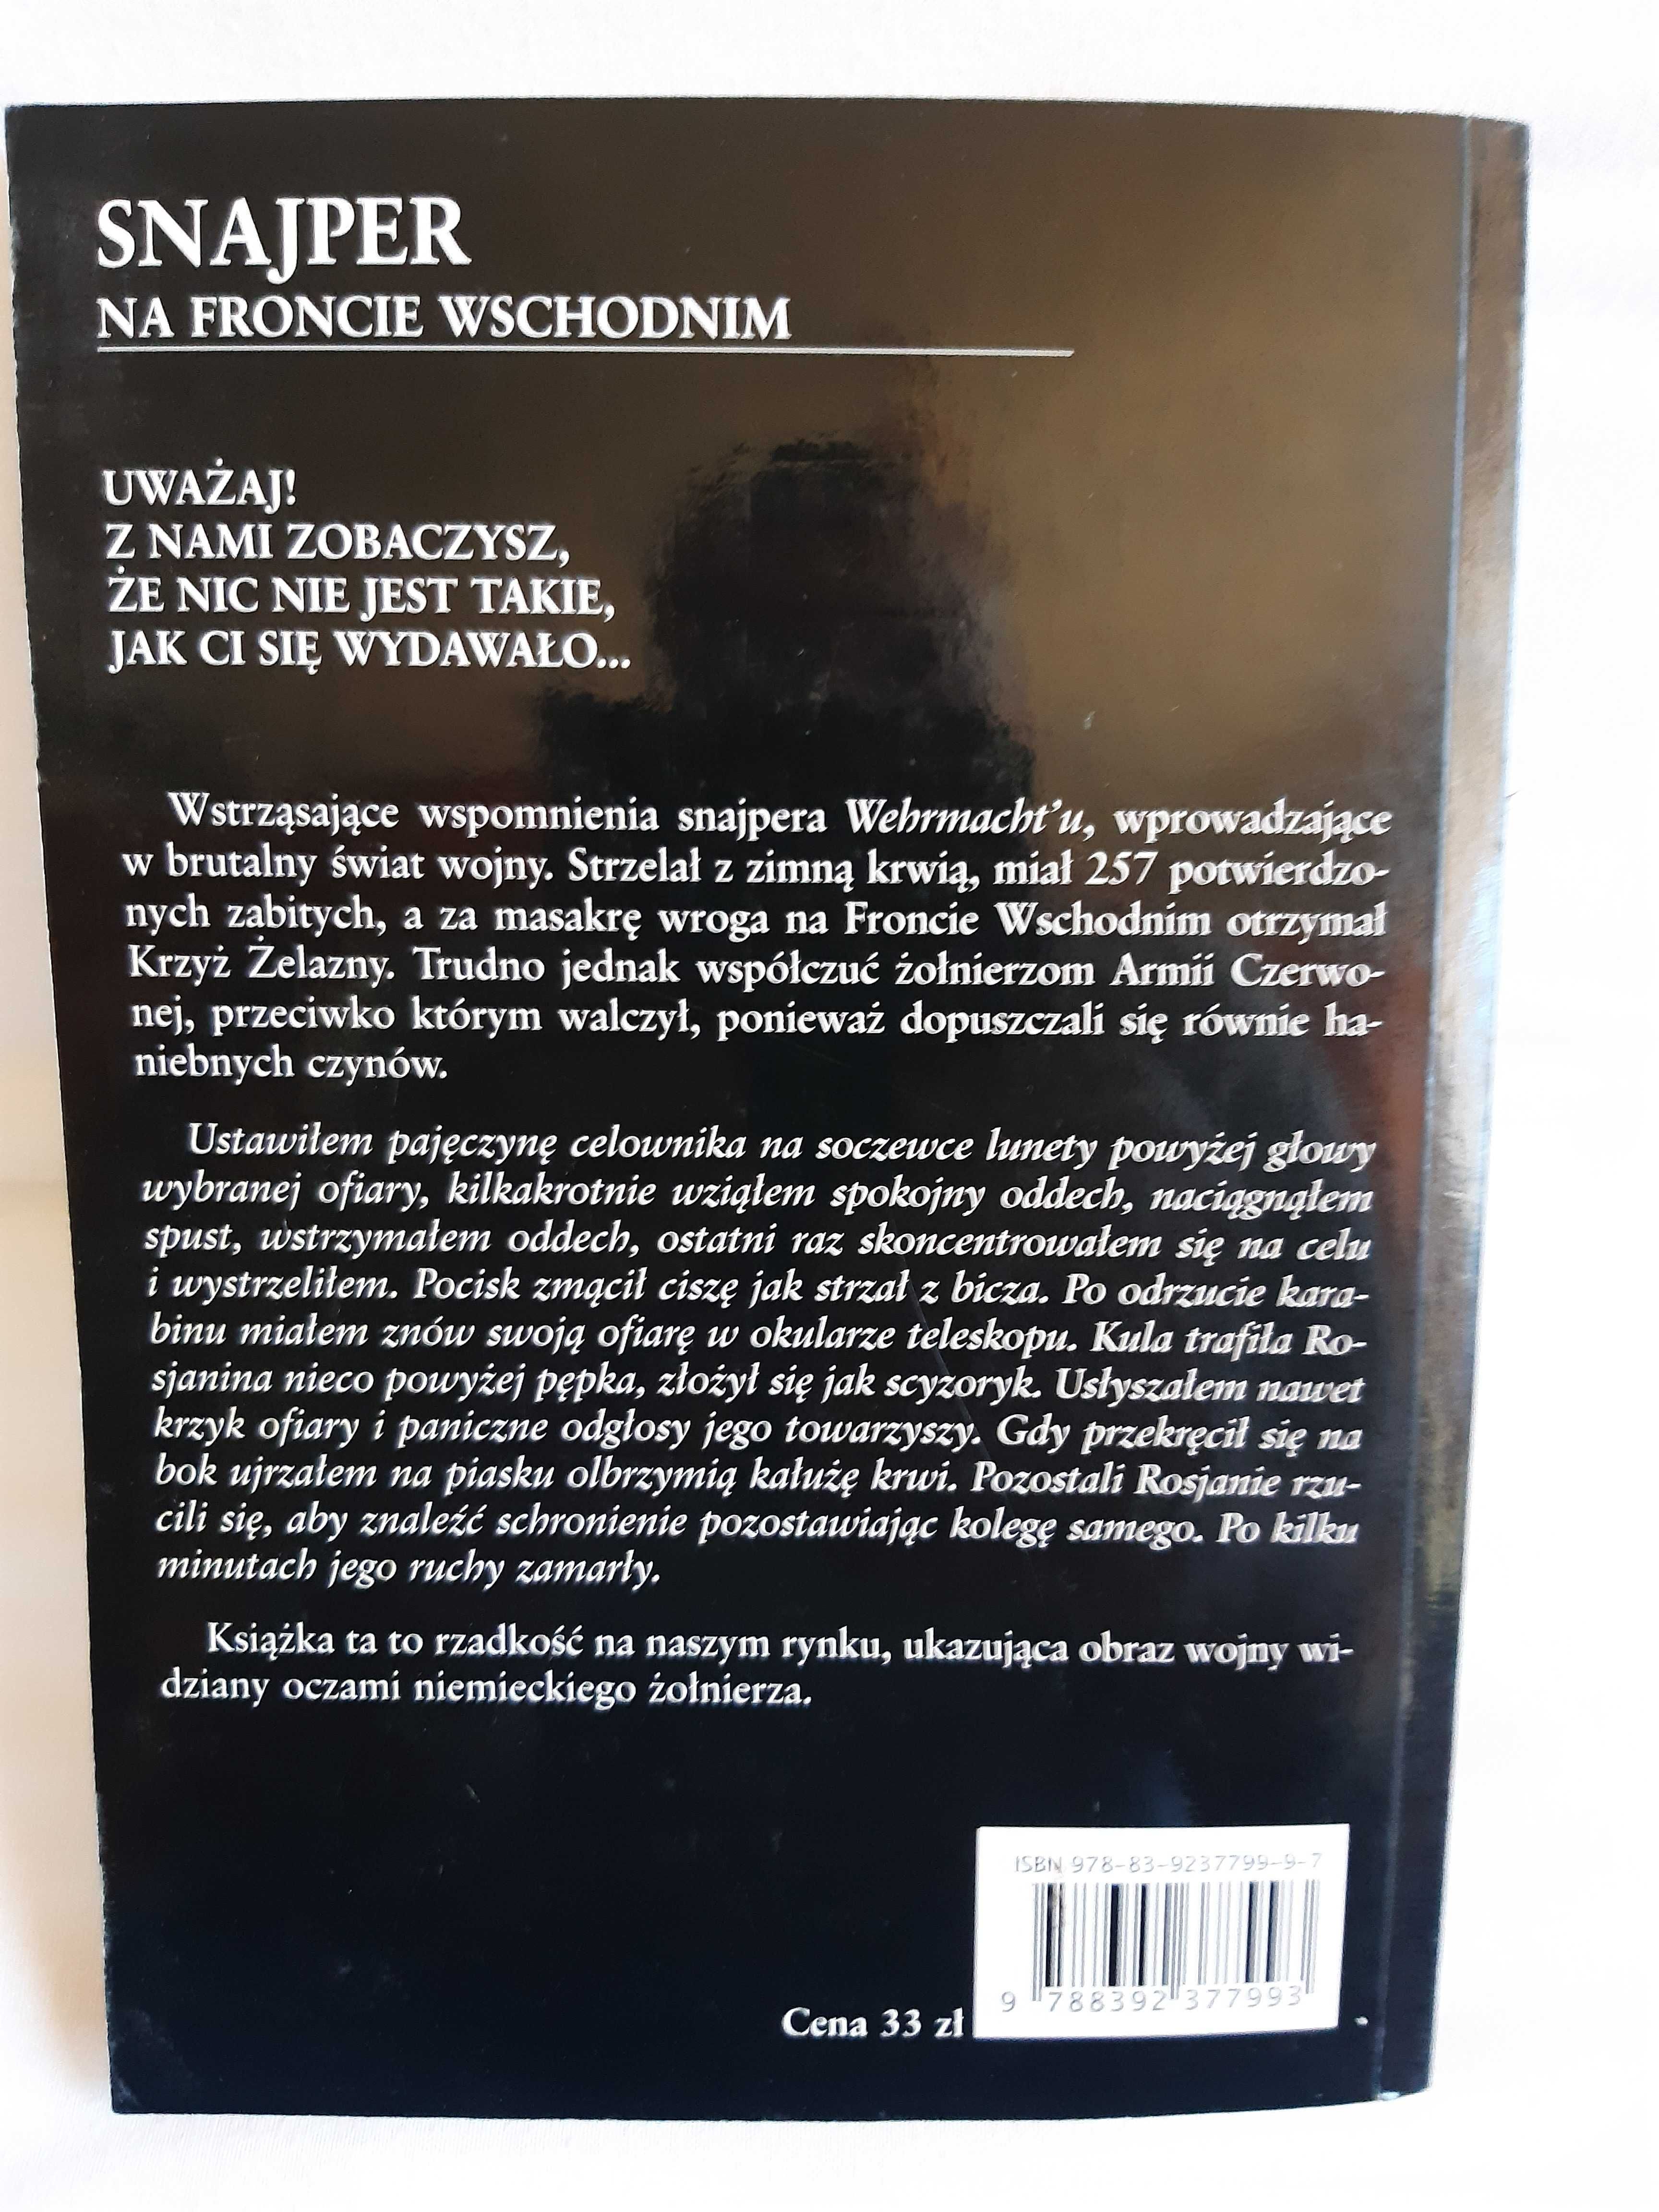 SNAJPER
NA FRONCIE WSCHODNIM
UWAŻAJ!
Z NAMI ZOBACZYSZ,
ŻE NIC NIE JEST TAKIE,
JAK CI SIĘ WYDAWAŁO...
Wstrząsające wspomnienia snajpera Wehrmacht'u, wprowadzające
w brutalny świat wojny. Strzelał z zimną krwią, miał 257 potwierdzo-
nych zabitych, a za masakrę wroga na Froncie Wschodnim otrzymał
Krzyż Żelazny. Trudno jednak współczuć żołnierzom Armii Czerwo-
nej, przeciwko którym walczył, ponieważ dopuszczali się równie ha-
niebnych czynów.
Ustawiłem pajęczynę celownika na soczewce lunety powyżej głowy
wybranej ofiary, kilkakrotnie wziąłem spokojny oddech, naciągnąłem
spust, wstrzymałem oddech, ostatni raz skoncentrowałem się na celu
i wystrzeliłem. Pocisk zmącił ciszę jak strzał z bicza. Po odrzucie kara-
binu miałem znów swoją ofiarę w okularze teleskopu. Kula trafiła Ro-
sjanina nieco powyżej pępka, złożył się jak scyzoryk. Usłyszałem nawet
krzyk ofiary i paniczne odgłosy jego towarzyszy. Gdy przekręcił się na
bok ujrzałem na piasku olbrzymią kałużę krwi. Pozostali Rosjanie rzu-
cili się, aby znaleźć schronienie pozostawiając kolegę samego. Po kilku
minutach jego ruchy zamarły.
Książka ta to rzadkość na naszym rynku, ukazująca obraz wojny wi-
dziany oczami niemieckiego żołnierza.
ISBN 978-83-9237799-9-7
9 788392 377993
Cena 33 zł